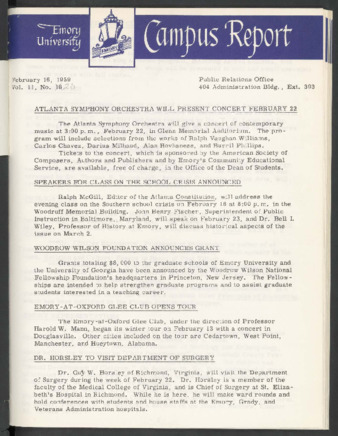 Emory
University
Campus Report
February 16, 1959
Public Relations Office
Vol. 11, No. 16
404 Administration Bldg., Ext. 303
ATLANTA SYMPHONY ORCHESTRA WILL PRESENT CONCERT FEBRUARY 22
The Atlanta Symphony Orchestra will give a concert of contemporary
music at 3:00 p.m., February 22, in Glenn Memorial Auditorium. The pro-
gram will include selections from the works of Ralph Vaughan Williams,
Carlos Chavez, Darius Milhaud, Alan Hovhaness, and Burrill Phillips.
Tickets to the concert, which is sponsored by the American Society of
Composers, Authors and Publishers and by Emory's Community Educational
Service, are available, free of charge, in the Office of the Dean of Students.
SPEAKERS FOR CLASS ON THE SCHOOL CRISIS ANNOUNCED
Ralph McGill, Editor of the Atlanta Constitution, will address the
evening class on the Southern school crisis on February 18 at 8:00 p.m. in the
Woodruff Memorial Building. John Henry Fischer, Superintendent of Public
Instruction in Baltimore, Maryland, will speak on February 23, and Dr. Bell I.
Wiley, Professor of History at Emory, will discuss historical aspects of the
issue on March 2.
WOODROW WILSON FOUNDATION ANNOUNCES GRANT
Grants totaling $8,000 to the graduate schools of Emory University and
the University of Georgia have been announced by the Woodrow Wilson National
Fellowship Foundation's headquarters in Princeton, New Jersey. The Fellow-
ships are intended to help strengthen graduate programs and to assist graduate
students interested in a teaching career.
EMORY-AT-OXFORD GLEE CLUB OPENS TOUR
The Emory-at-Oxford Glee Club, under the direction of Professor
Harold W. Mann, began its winter tour on February 13 with a concert in
Douglasville. Other cities included on the tour are Cedartown, West Point,
Manchester, and Hueytown, Alabama.
DR. HORSLEY TO VISIT DEPARTMENT OF SURGERY
Dr. Guy W. Horsley of Richmond, Virginia, will visit the Department
of Surgery during the week of February 22. Dr. Horsley is a member of the
faculty of the Medical College of Virginia, and is Chief of Surgery at St. Eliza-
beth's Hospital in Richmond. While he is here, he will make ward rounds and
hold conferences with students and house staffs at the Emory, Grady, and
Veterans Administration hospitals.